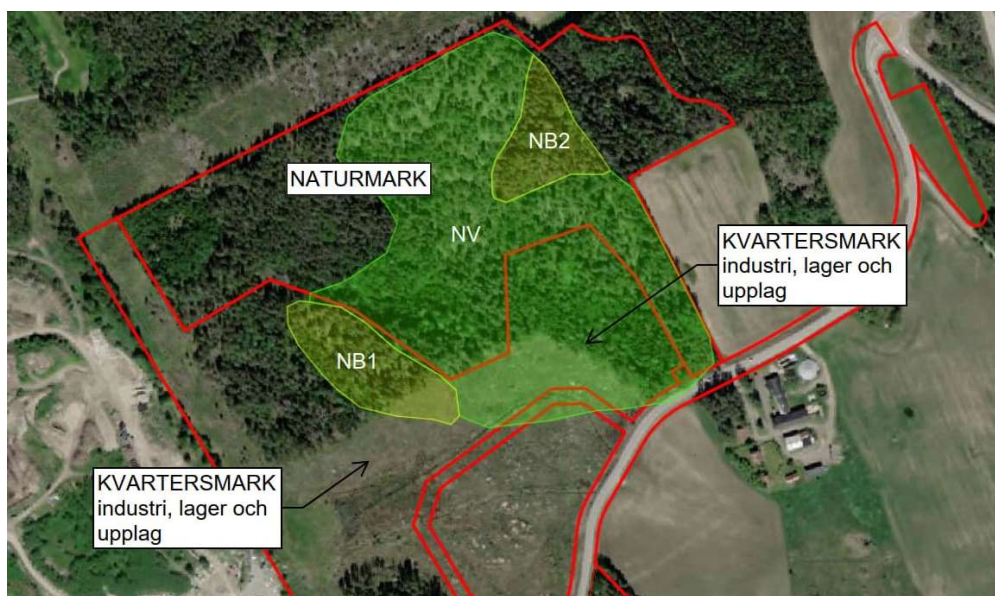 NB2
NATURMARK
NV
KVARTERSMARK
industri, lager och
upplag
NB1
KVARTERSMARK
industri, lager och
upplag